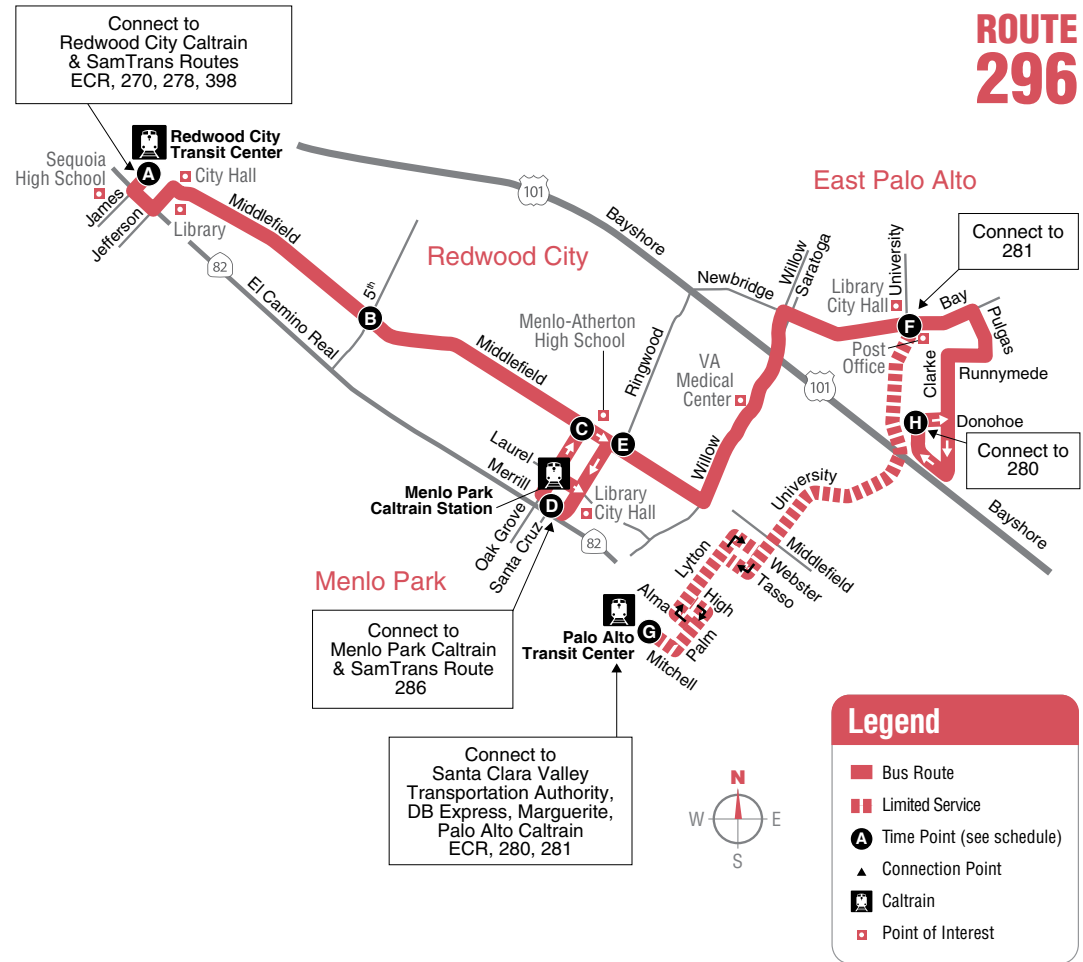 ROUTE
296
Connect to
Redwood City Caltrain
& SamTrans Routes
ECR, 270, 278, 398
Redwood City
Transit Center
A
Sequoia
High School
City Hall
James
Jefferson
Library
Middlefield
82
El Camino Real
5th
B
Redwood City
101
Bayshore
East Palo Alto
Connect to
281
Newbridge
Willow
Saratoga
Library
City Hall
University
F
Bay
Pulgas
Post
Office
Clarke
Runnymede
Menlo-Atherton
High School
Middlefield
Ringwood
VA
Medical
Center
101
C
E
H
Donohoe
Connect to
280
Laurel
Merrill
Menlo Park
Caltrain Station
D
Library
City Hall
Willow
University
Bayshore
Oak Grove
Santa Cruz
82
Menlo Park
Middlefield
Webster
Tasso
Lytton
High
Alma
Palm
G
Palo Alto
Transit Center
Mitchell
Connect to
Menlo Park Caltrain
& SamTrans Route
286
Connect to
Santa Clara Valley
Transportation Authority,
DB Express, Marguerite,
Palo Alto Caltrain
ECR, 280, 281
N
W
E
S
Legend
Bus Route
Limited Service
A Time Point (see schedule)
Connection Point
Caltrain
Point of Interest